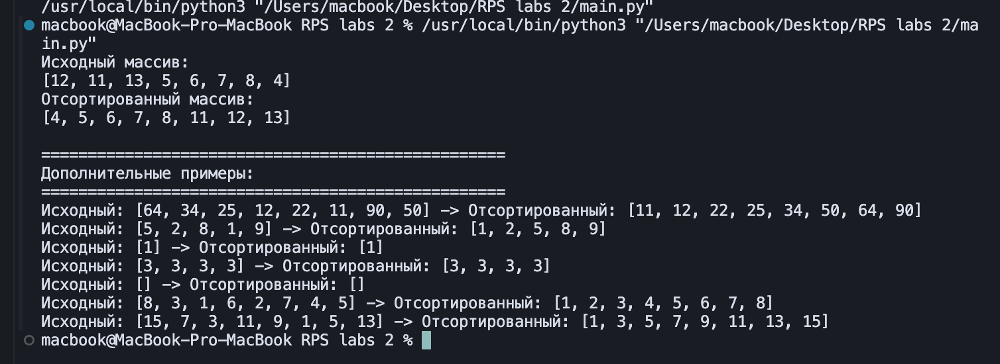 /usr/local/bin/python3 "/Users/macbook/Desktop/RPS labs 2/main.py"
macbook@MacBook-Pro-MacBook RPS labs 2 % /usr/local/bin/python3 "/Users/macbook/Desktop/RPS labs 2/ma
in.py"
Исходный массив:
[12, 11, 13, 5, 6, 7, 8, 4]
Отсортированный массив:
[4, 5, 6, 7, 8, 11, 12, 13]
==================================================
Дополнительные примеры:
==================================================
Исходный: [64, 34, 25, 12, 22, 11, 90, 50] -> Отсортированный: [11, 12, 22, 25, 34, 50, 64, 90]
Исходный: [5, 2, 8, 1, 9] -> Отсортированный: [1, 2, 5, 8, 9]
Исходный: [1] -> Отсортированный: [1]
Исходный: [3, 3, 3, 3] -> Отсортированный: [3, 3, 3, 3]
Исходный: [] -> Отсортированный: []
Исходный: [8, 3, 1, 6, 2, 7, 4, 5] -> Отсортированный: [1, 2, 3, 4, 5, 6, 7, 8]
Исходный: [15, 7, 3, 11, 9, 1, 5, 13] -> Отсортированный: [1, 3, 5, 7, 9, 11, 13, 15]
macbook@MacBook-Pro-MacBook RPS labs 2 %